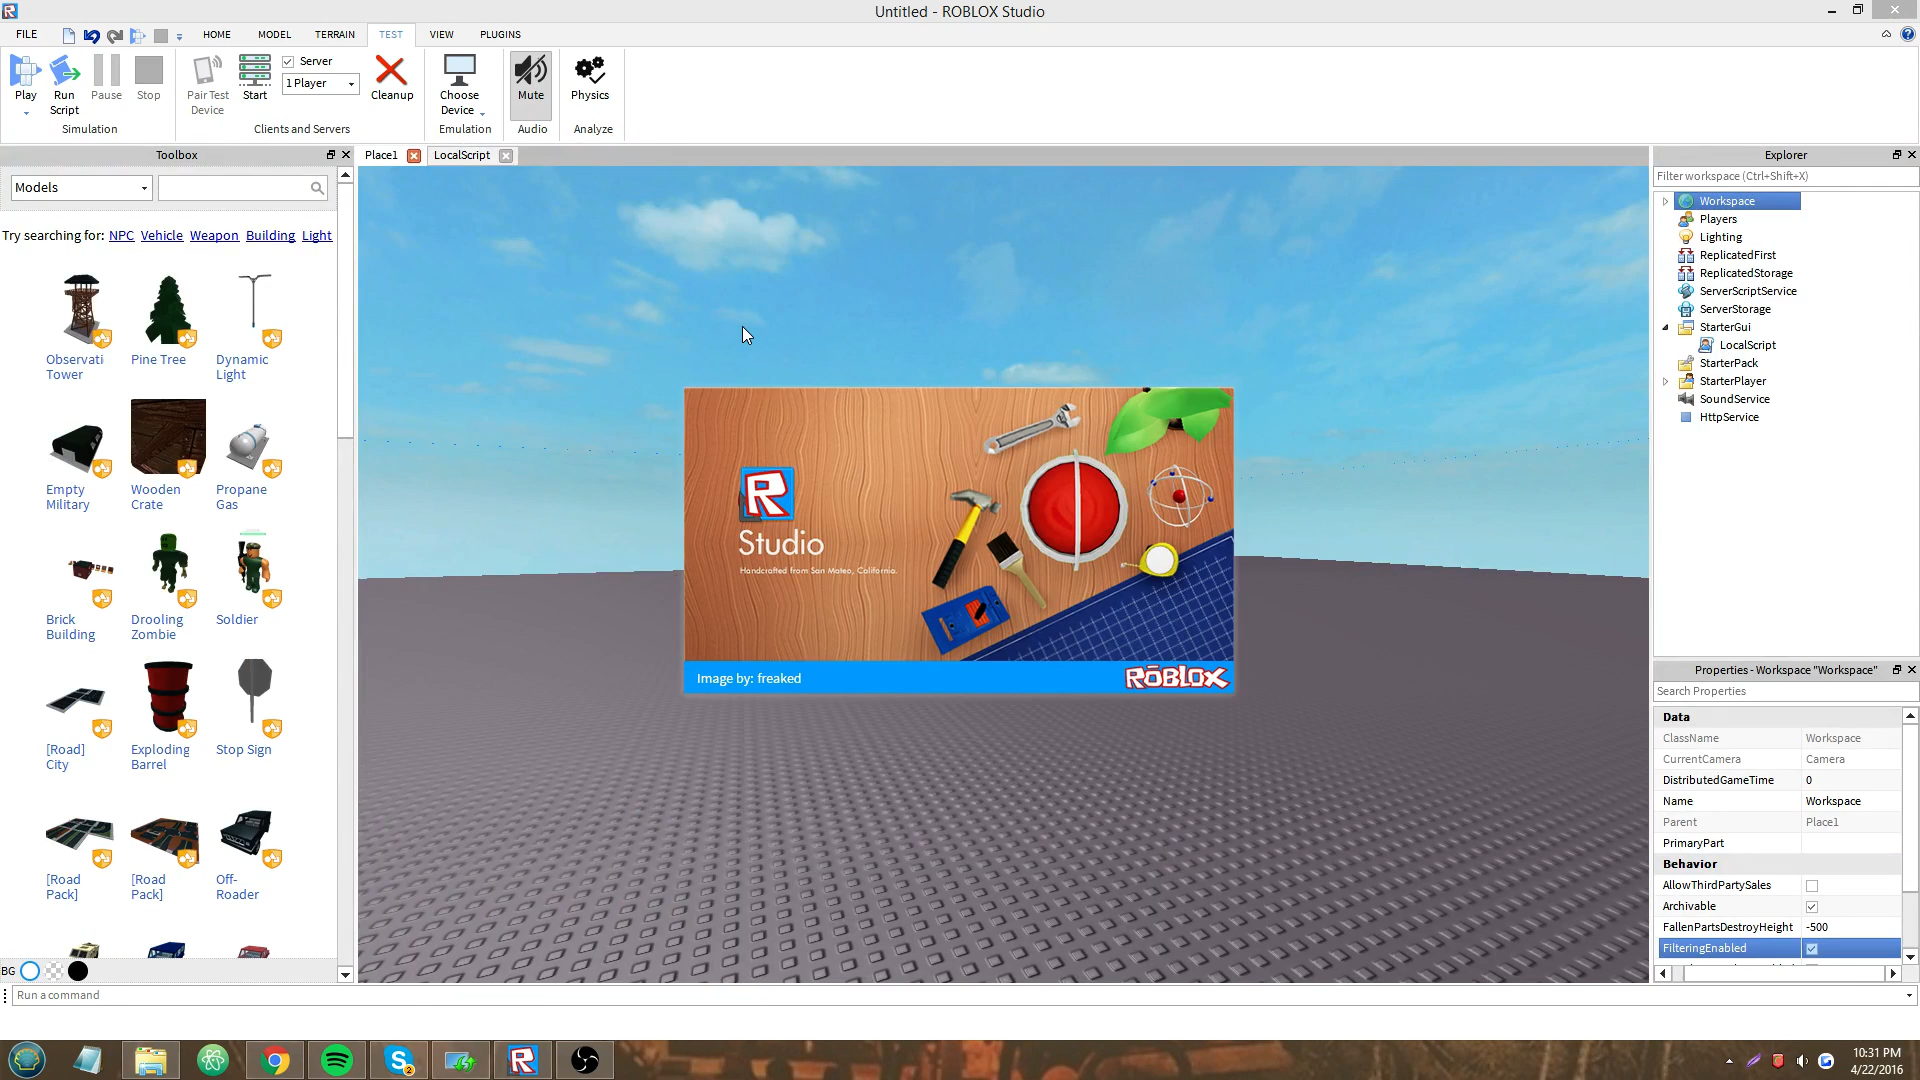 Untitled - ROBLOX Studio
FILE
HOME
MODEL
TERRAIN
TEST
VIEW
PLUGINS
Play
Run
Script
Pause
Stop
Simulation
Pair Test
Device
Start
Server
1 Player
Cleanup
Clients and Servers
Choose
Device
Emulation
Mute
Audio
Physics
Analyze
Toolbox
Place1
LocalScript
Explorer
Models
Filter workspace (Ctrl+Shift+X)
Try searching for: NPC Vehicle Weapon Building Light
Observati
Tower
Pine Tree
Dynamic
Light
Empty
Military
Wooden
Crate
Propane
Gas
Brick
Building
Drooling
Zombie
Soldier
[Road]
City
Exploding
Barrel
Stop Sign
[Road
Pack]
[Road
Pack]
Off-
Roader
BG
R
Studio
Handcrafted from San Mateo, California.
Image by: freaked
ROBLOX
Workspace
Players
Lighting
ReplicatedFirst
ReplicatedStorage
ServerScriptService
ServerStorage
StarterGui
LocalScript
StarterPack
StarterPlayer
SoundService
HttpService
Properties - Workspace "Workspace"
Search Properties
Data
ClassName Workspace
CurrentCamera Camera
DistributedGameTime 0
Name Workspace
Parent Place1
PrimaryPart
Behavior
AllowThirdPartySales
Archivable
FallenPartsDestroyHeight -500
FilteringEnabled
Run a command
2
10:31 PM
4/22/2016